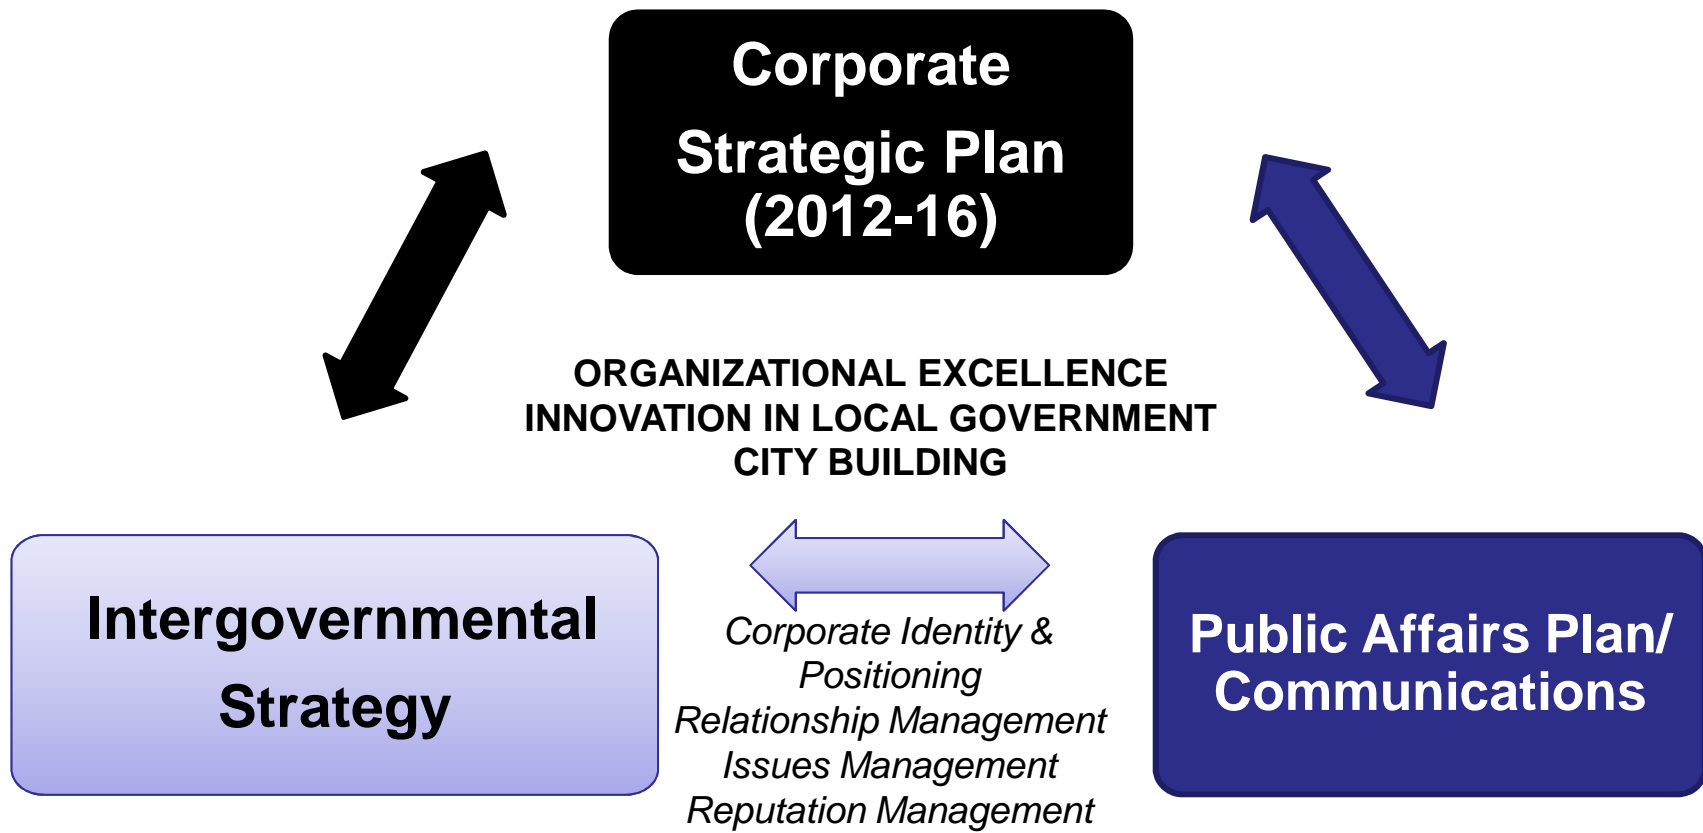 Corporate
Strategic Plan
(2012-16)
ORGANIZATIONAL EXCELLENCE
INNOVATION IN LOCAL GOVERNMENT
CITY BUILDING
Intergovernmental
Strategy
Corporate Identity &
Positioning
Relationship Management
Issues Management
Reputation Management
Public Affairs Plan/
Communications